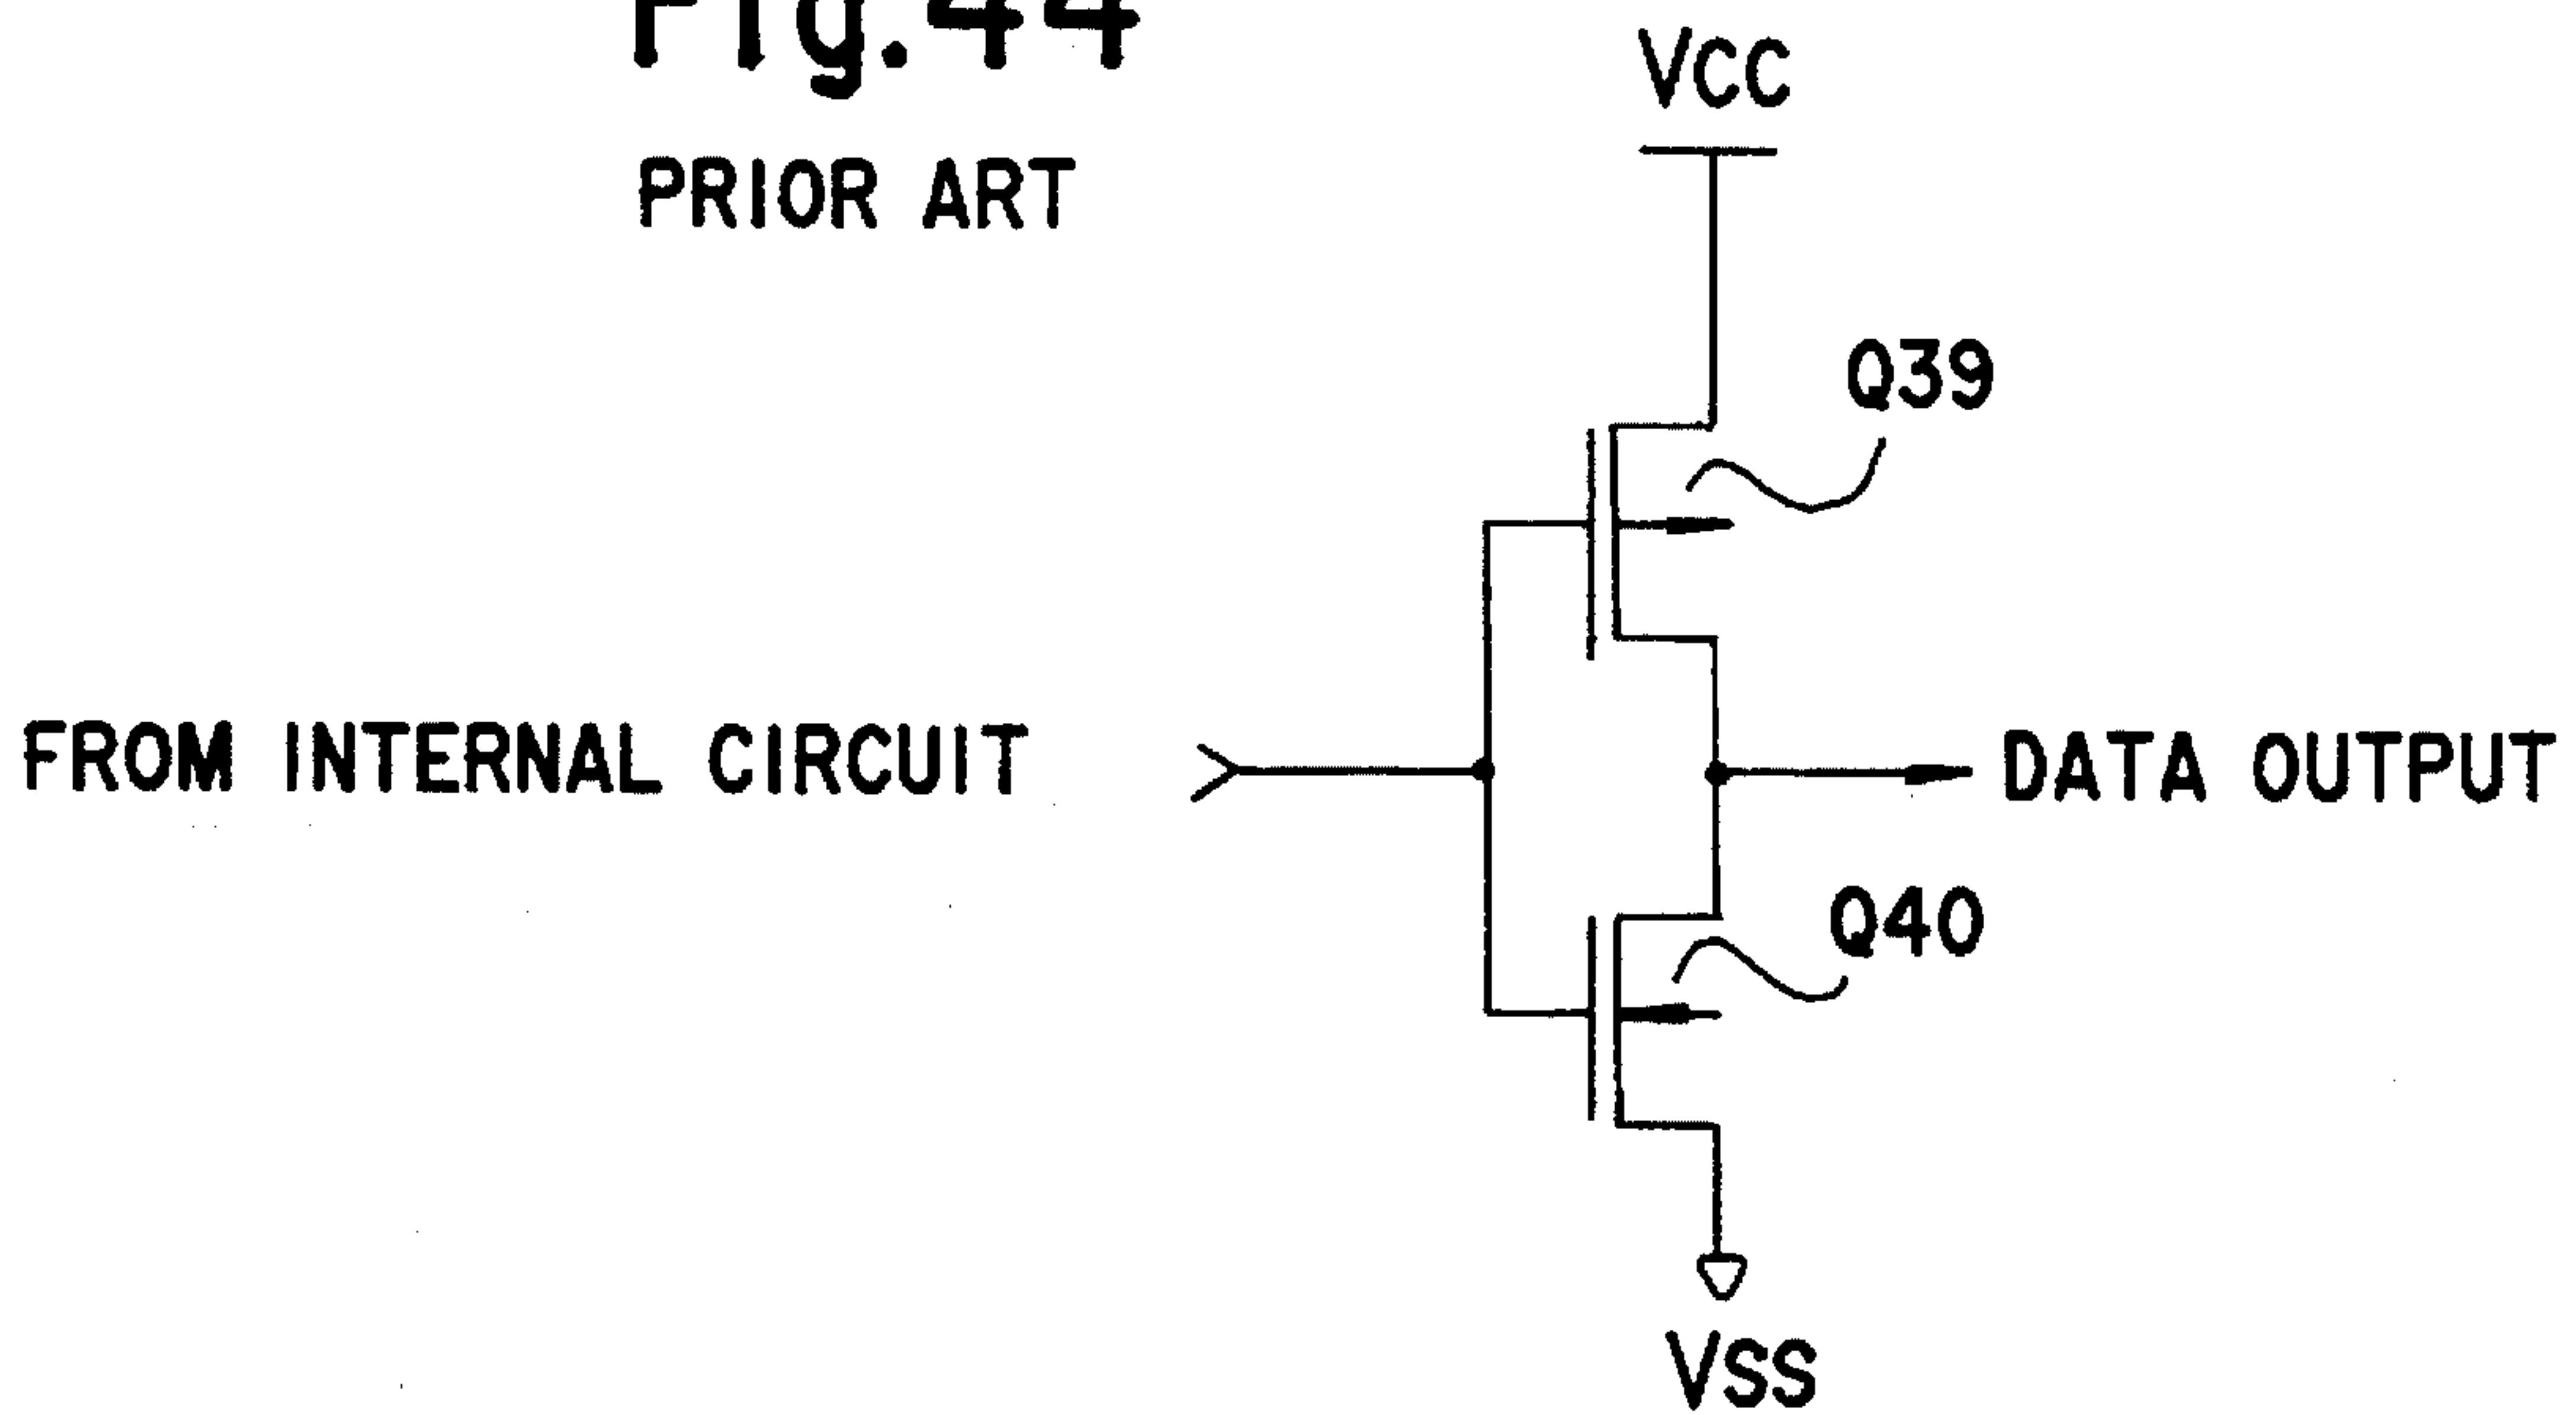 Fig.44
PRIOR ART
VCC
Q39
FROM INTERNAL CIRCUIT
DATA OUTPUT
Q40
VSS